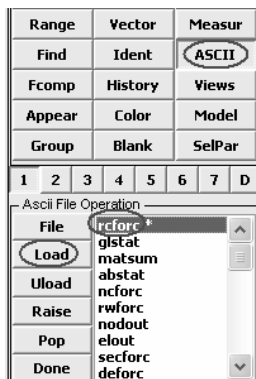 Range Vector Measur
Find Ident ASCII
Fcomp History Views
Appear Color Model
Group Blank SelPar
1 2 3 4 5 6 7 D
Ascii File Operation
File rcforc *
glstat
Load matsum
abstat
Uload ncforc
Raise rwforc
nodout
Pop elout
secforc
Done deforc